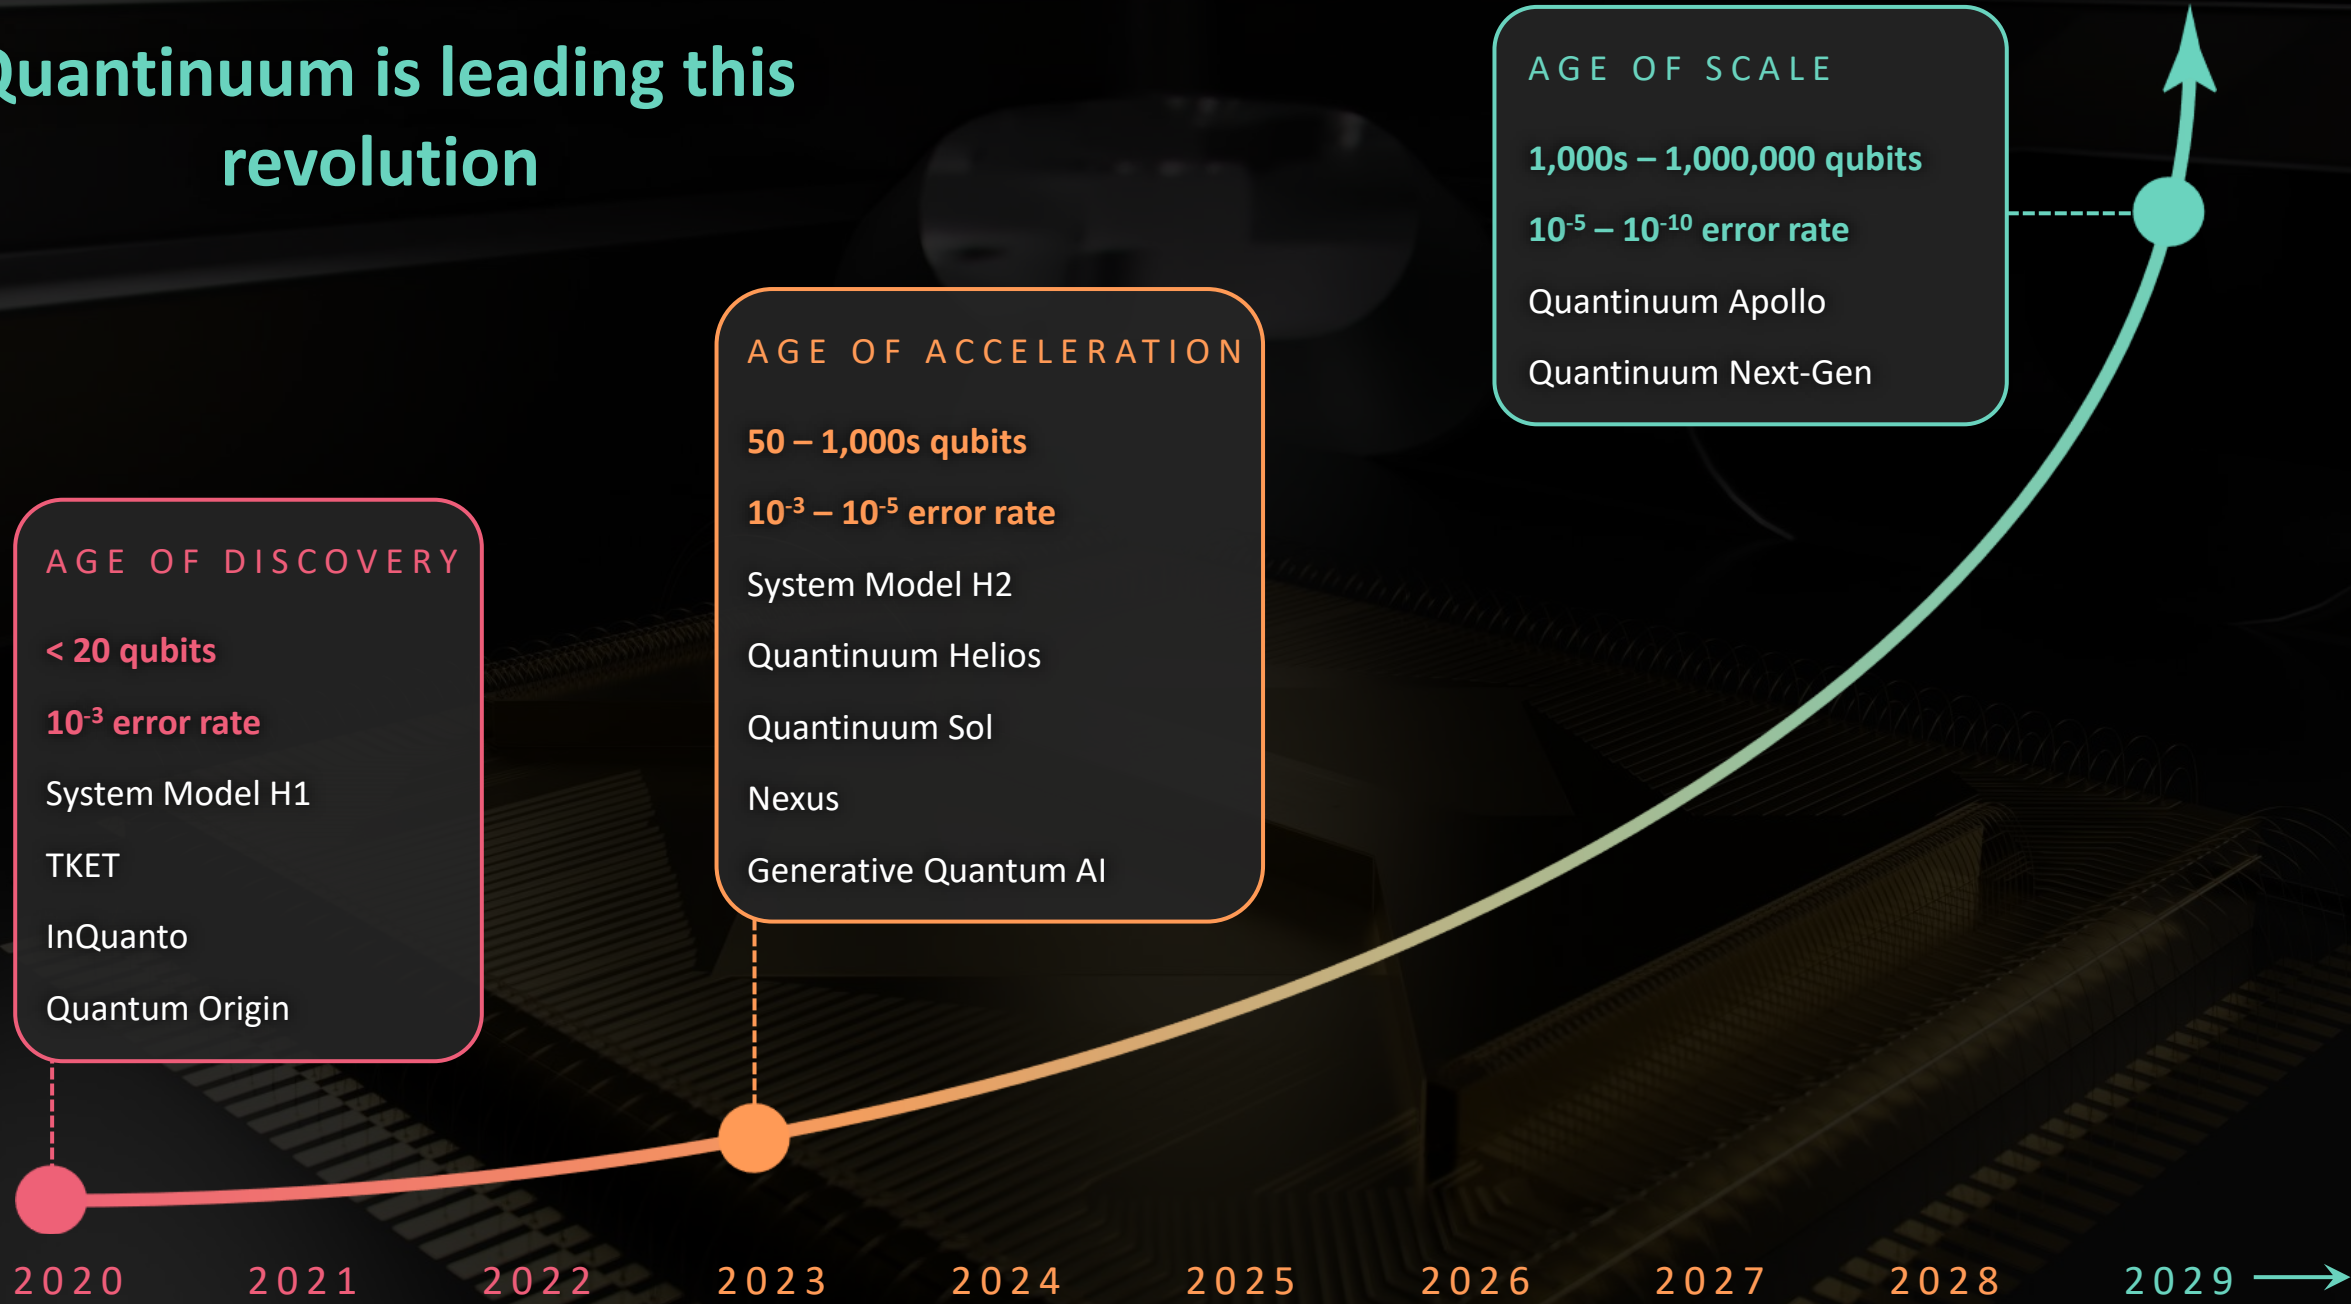 Quantinuum is leading this
revolution
AGE OF SCALE
1,000s – 1,000,000 qubits
10⁻⁵ – 10⁻¹⁰ error rate
Quantinuum Apollo
Quantinuum Next-Gen
AGE OF ACCELERATION
50 – 1,000s qubits
10⁻³ – 10⁻⁵ error rate
System Model H2
Quantinuum Helios
Quantinuum Sol
Nexus
Generative Quantum AI
AGE OF DISCOVERY
< 20 qubits
10⁻³ error rate
System Model H1
TKET
InQuanto
Quantum Origin
2020 2021 2022 2023 2024 2025 2026 2027 2028 2029